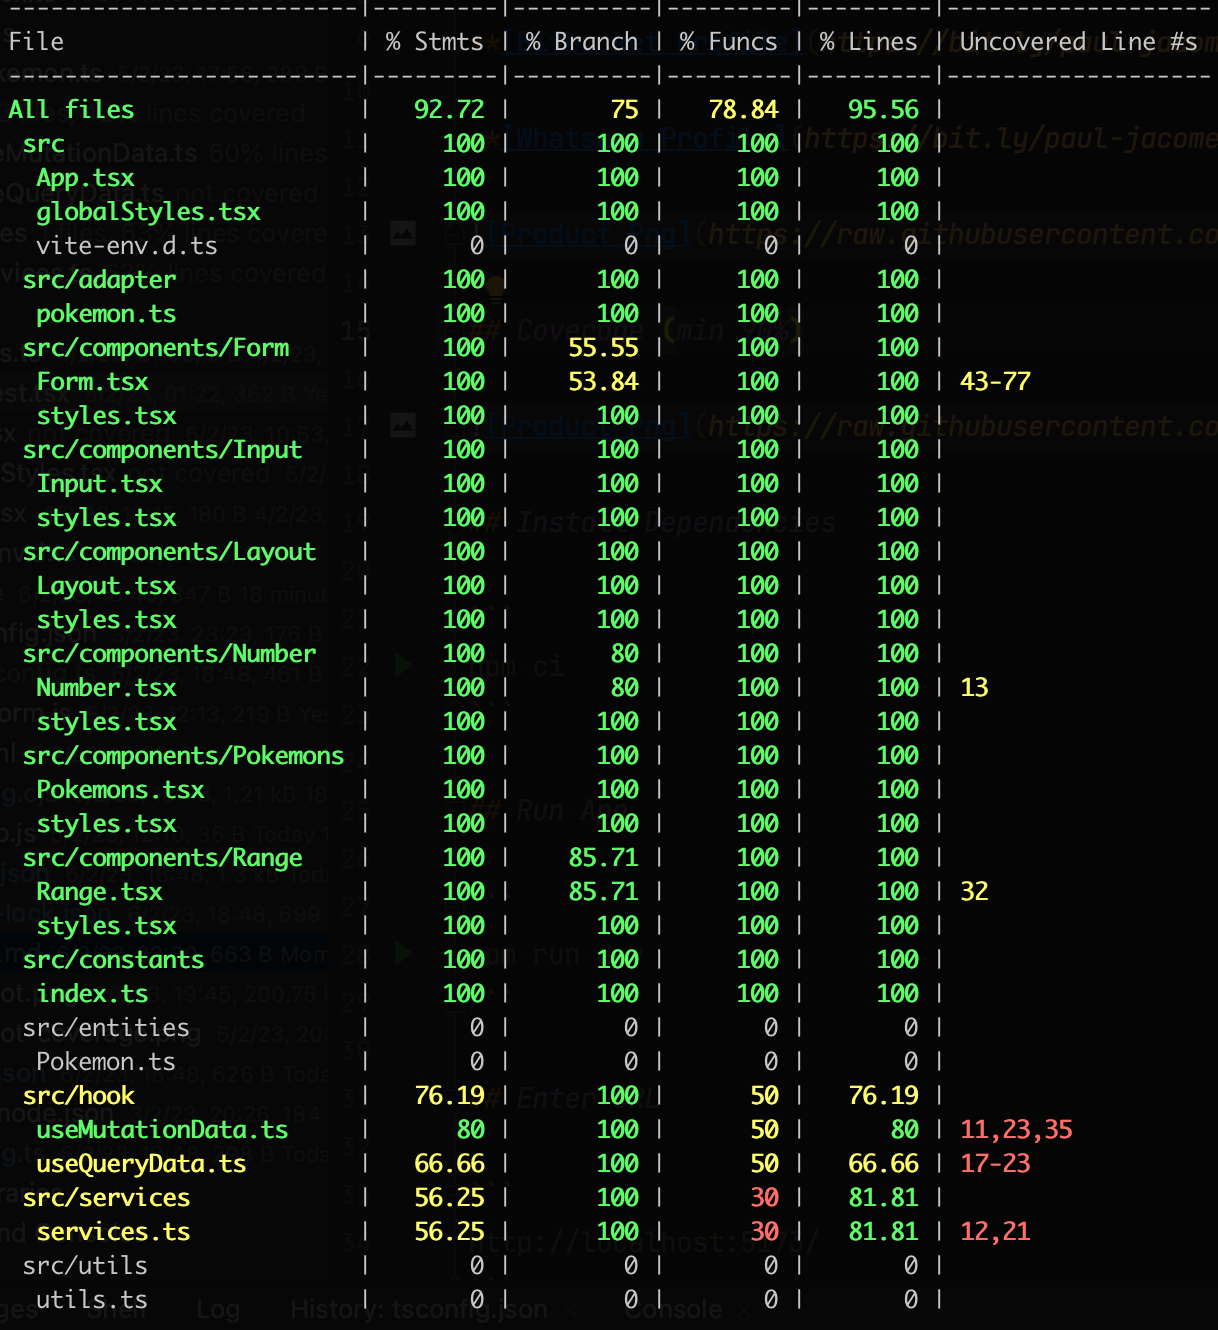 File | % Stmts | % Branch | % Funcs | % Lines | Uncovered Line #s
All files | 92.72 | 75 | 78.84 | 95.56 |
src | 100 | 100 | 100 | 100 |
App.tsx | 100 | 100 | 100 | 100 |
globalStyles.tsx | 100 | 100 | 100 | 100 |
vite-env.d.ts | 0 | 0 | 0 | 0 |
src/adapter | 100 | 100 | 100 | 100 |
pokemon.ts | 100 | 100 | 100 | 100 |
src/components/Form | 100 | 55.55 | 100 | 100 |
Form.tsx | 100 | 53.84 | 100 | 100 | 43-77
styles.tsx | 100 | 100 | 100 | 100 |
src/components/Input | 100 | 100 | 100 | 100 |
Input.tsx | 100 | 100 | 100 | 100 |
styles.tsx | 100 | 100 | 100 | 100 |
src/components/Layout | 100 | 100 | 100 | 100 |
Layout.tsx | 100 | 100 | 100 | 100 |
styles.tsx | 100 | 100 | 100 | 100 |
src/components/Number | 100 | 80 | 100 | 100 |
Number.tsx | 100 | 80 | 100 | 100 | 13
styles.tsx | 100 | 100 | 100 | 100 |
src/components/Pokemons | 100 | 100 | 100 | 100 |
Pokemons.tsx | 100 | 100 | 100 | 100 |
styles.tsx | 100 | 100 | 100 | 100 |
src/components/Range | 100 | 85.71 | 100 | 100 |
Range.tsx | 100 | 85.71 | 100 | 100 | 32
styles.tsx | 100 | 100 | 100 | 100 |
src/constants | 100 | 100 | 100 | 100 |
index.ts | 100 | 100 | 100 | 100 |
src/entities | 0 | 0 | 0 | 0 |
Pokemon.ts | 0 | 0 | 0 | 0 |
src/hook | 76.19 | 100 | 50 | 76.19 |
useMutationData.ts | 80 | 100 | 50 | 80 | 11,23,35
useQueryData.ts | 66.66 | 100 | 50 | 66.66 | 17-23
src/services | 56.25 | 100 | 30 | 81.81 |
services.ts | 56.25 | 100 | 30 | 81.81 | 12,21
src/utils | 0 | 0 | 0 | 0 |
utils.ts | 0 | 0 | 0 | 0 |